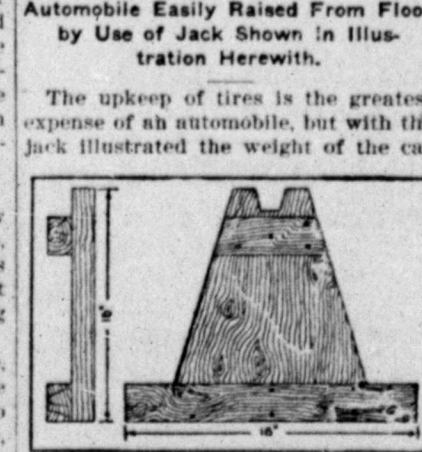 Automobile Easily Raised From Floo
by Use of Jack Shown in Illus-
tration Herewith.
The upkeep of tires is the greates
expense of an automobile, but with th
jack illustrated the weight of the ca
16"
16"